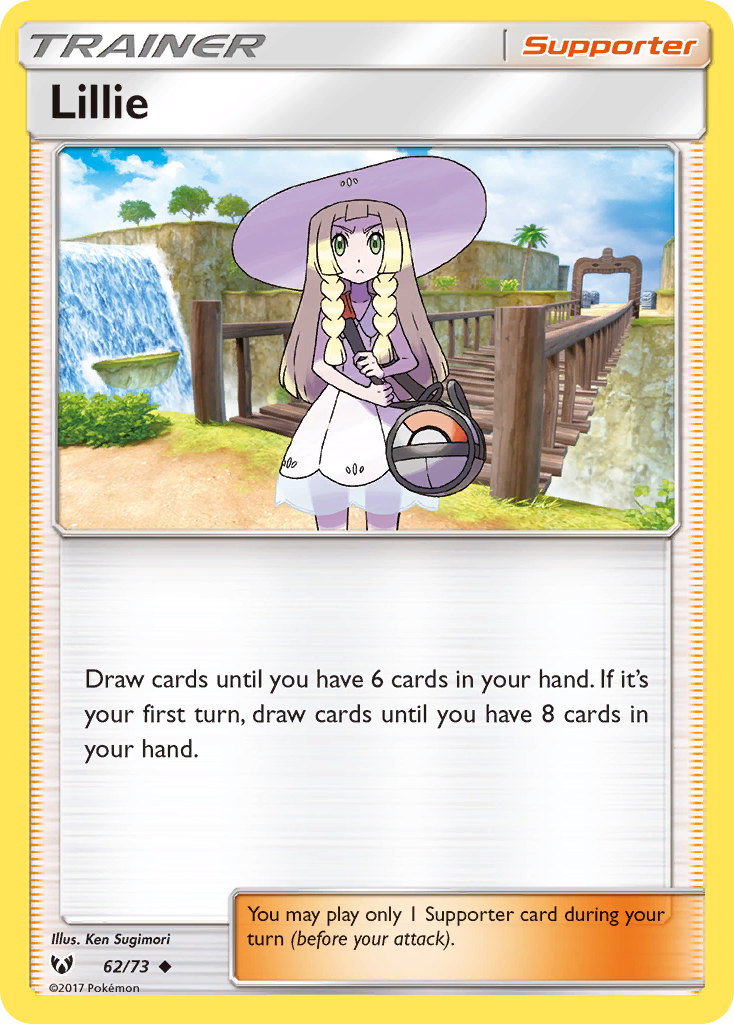 TRAINER
Supporter
Lillie
Draw cards until you have 6 cards in your hand. If it's
your first turn, draw cards until you have 8 cards in
your hand.
You may play only 1 Supporter card during your
turn (before your attack).
Illus. Ken Sugimori
62/73 ◆
©2017 Pokémon